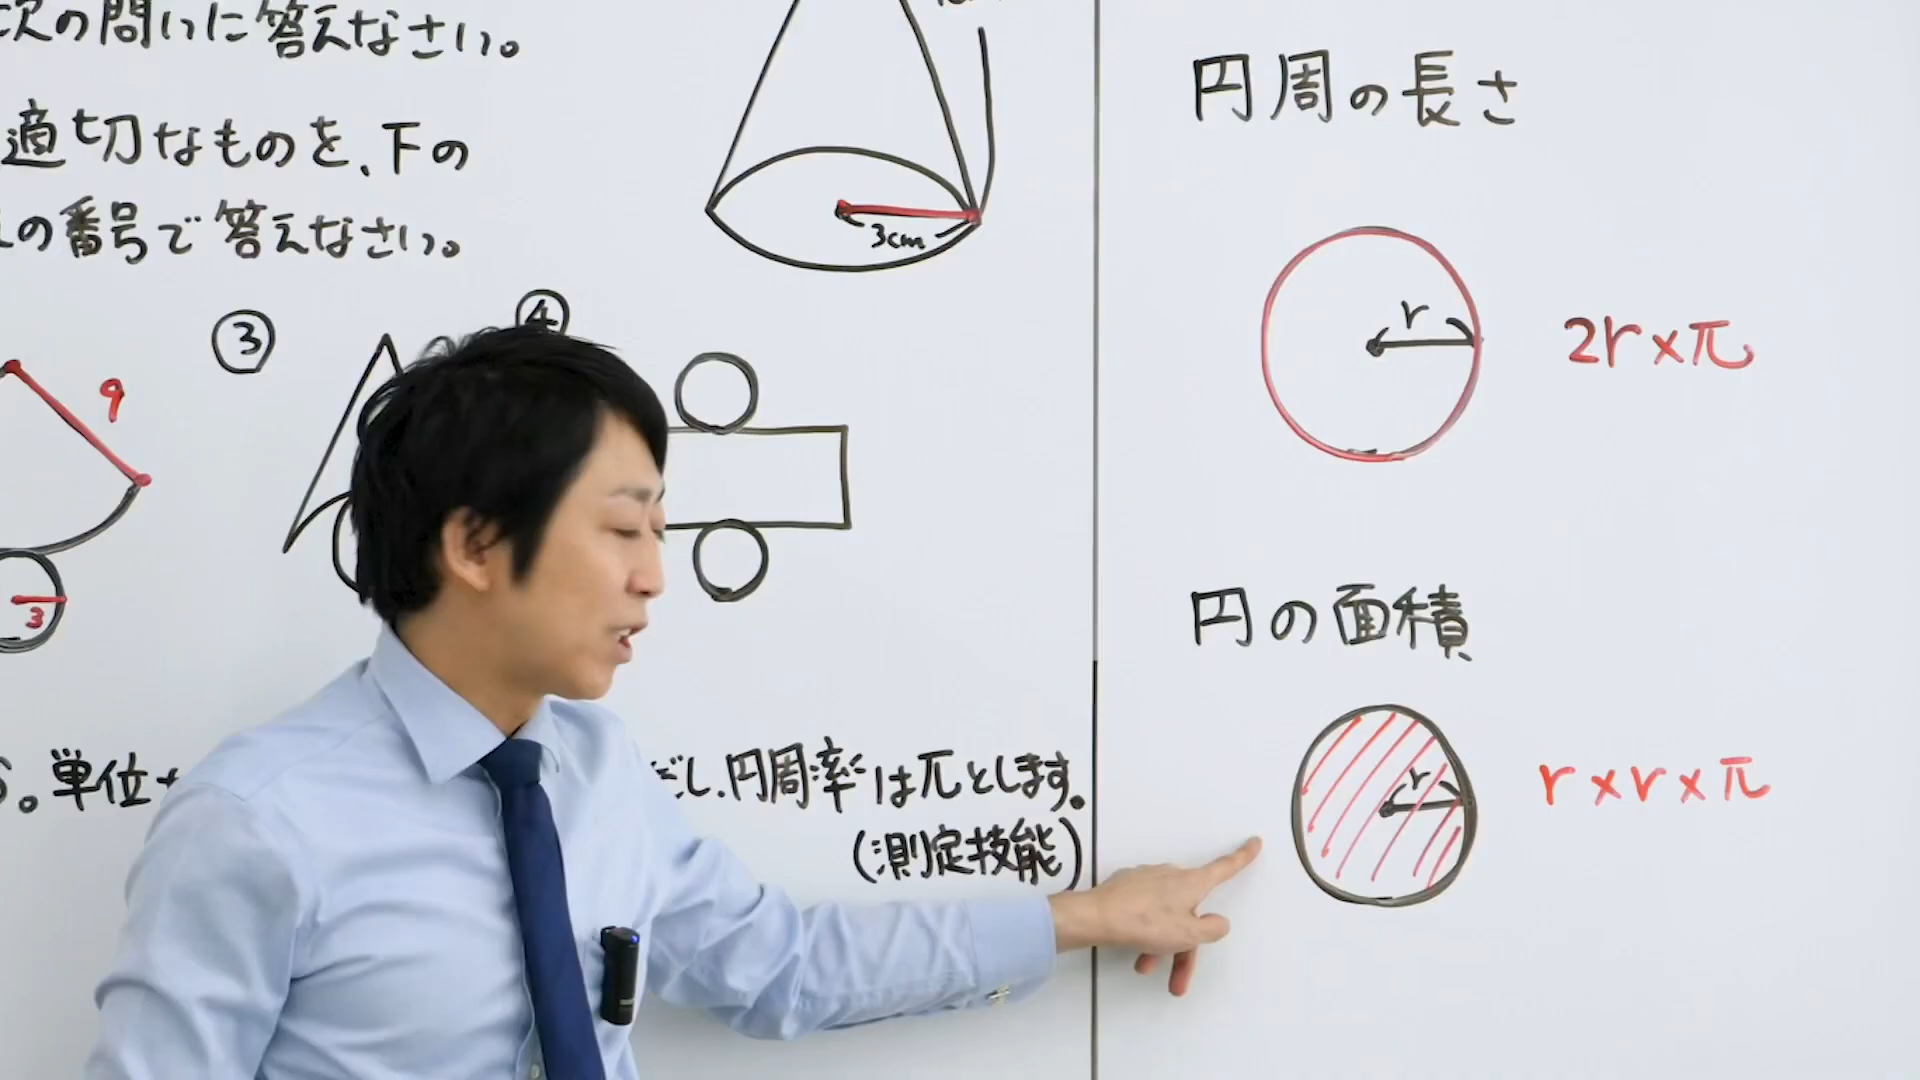 次の問いに答えなさい。
適切なものを、下の
の番号で答えなさい。
3cm
③
④
9
3
。単位
だし、円周率はπとします。
(測定技能)
円周の長さ
r
2r×π
円の面積
r
r×r×π